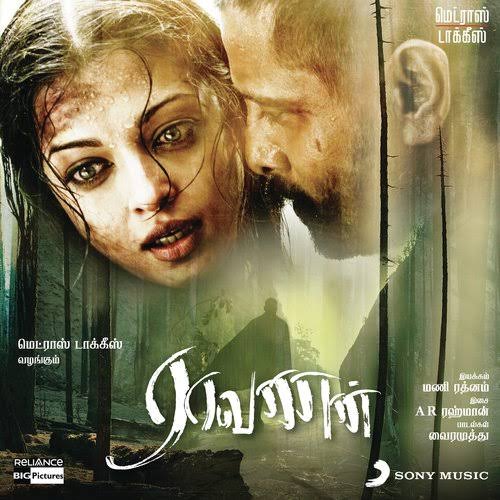 மெட்ராஸ்
டாக்கீஸ்
மெட்ராஸ் டாக்கீஸ்
வழங்கும்
ராவணன்
இயக்கம்
மணி ரத்னம்
இசை
A R ரஹ்மான்
பாடல்கள்
வைரமுத்து
RELIANCE
BIG Pictures
SONY MUSIC